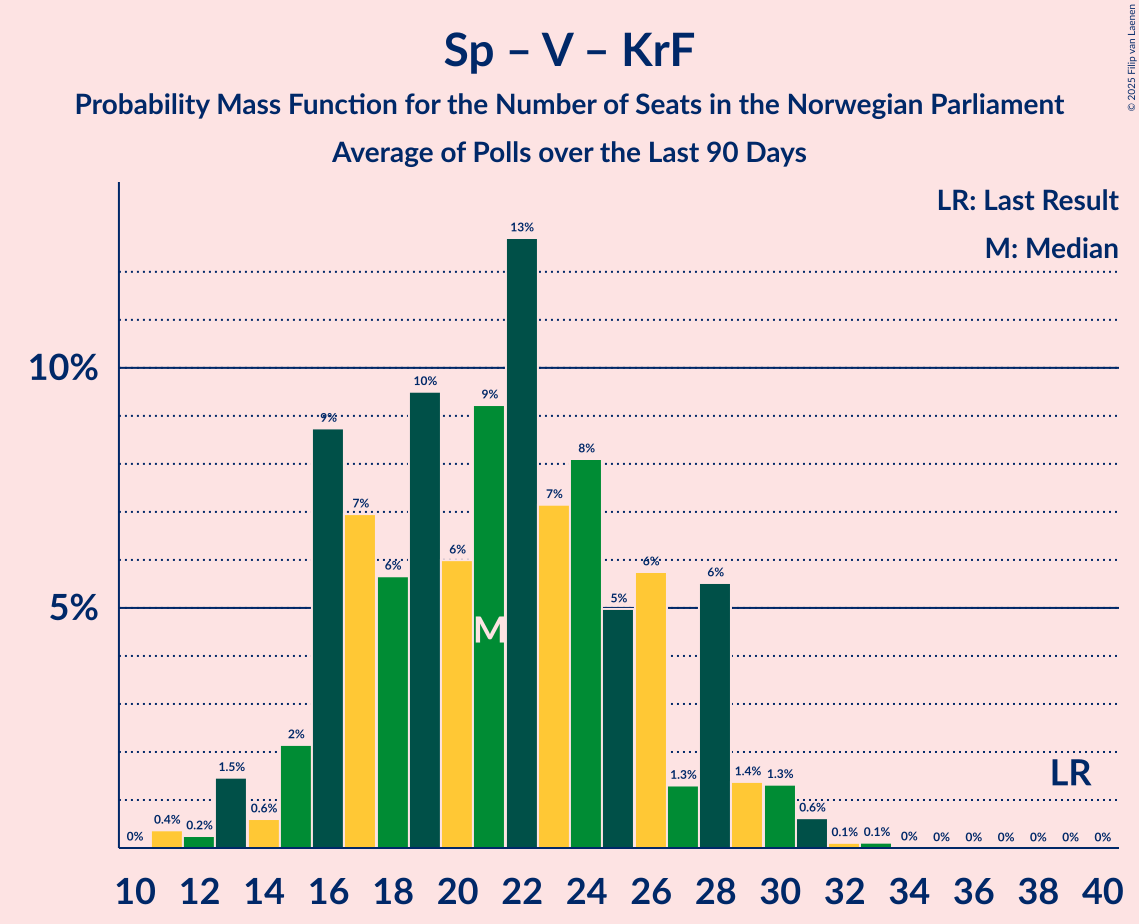 Sp – V – KrF
Probability Mass Function for the Number of Seats in the Norwegian Parliament
Average of Polls over the Last 90 Days
© 2025 Filip van Laenen
LR: Last Result
M: Median
10%
5%
0% 0.4% 0.2% 1.5% 0.6% 2% 9% 7% 6% 10% 6% 9% 13% 7% 8% 5% 6% 1.3% 6% 1.4% 1.3% 0.6% 0.1% 0.1% 0% 0% 0% 0% 0% 0% 0%
M
LR
10 12 14 16 18 20 22 24 26 28 30 32 34 36 38 40